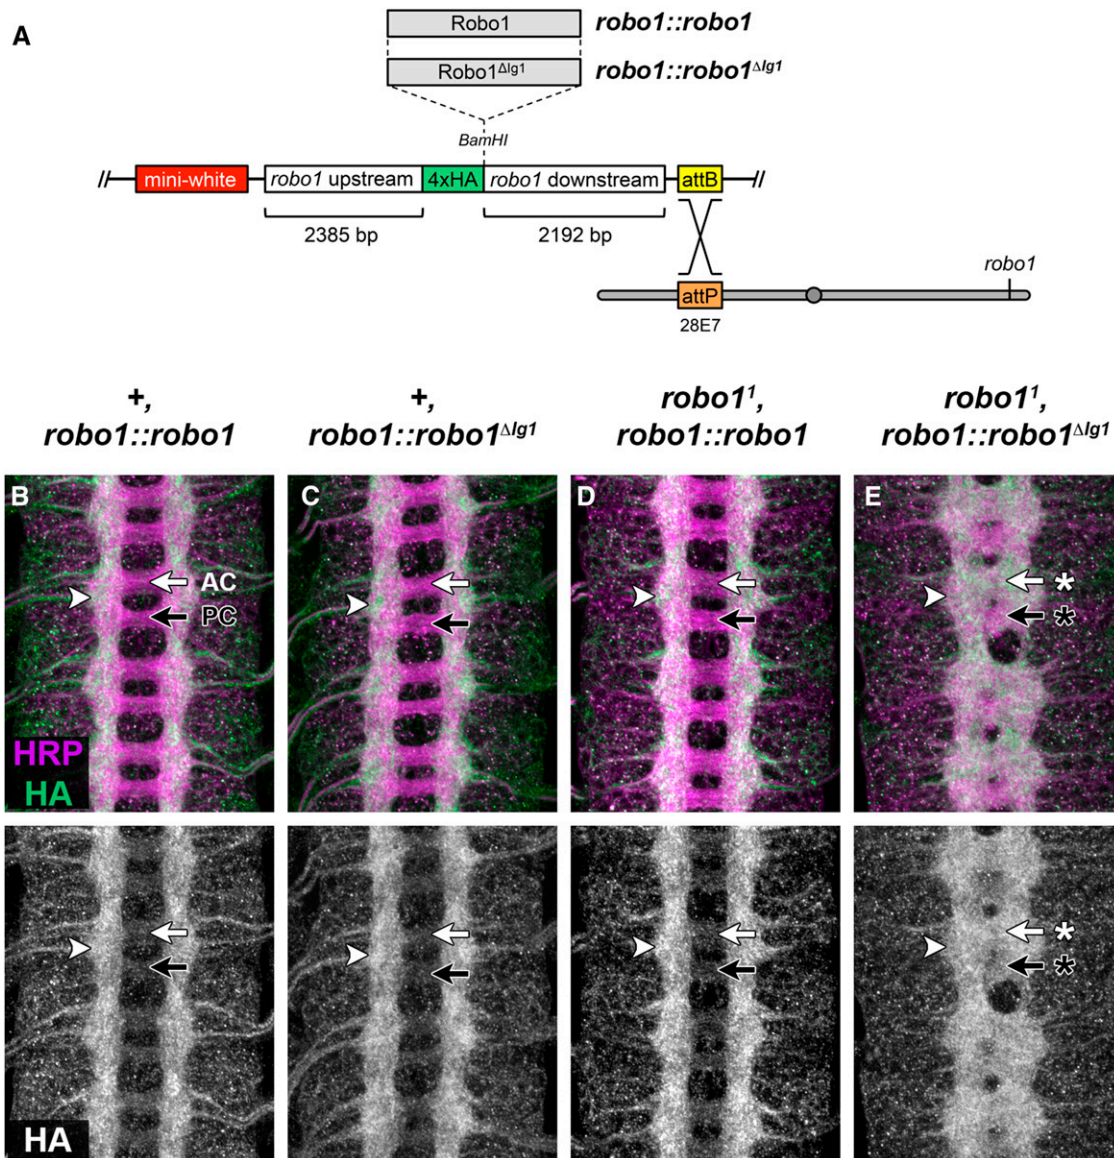 A
Robo1 robo1::robo1
Robo1ΔIg1 robo1::robo1ΔIg1
BamHI
// mini-white robo1 upstream 4xHA robo1 downstream attB //
2385 bp 2192 bp
robo1
attP
28E7
+,
robo1::robo1
+,
robo1::robo1ΔIg1
robo1¹,
robo1::robo1
robo1¹,
robo1::robo1ΔIg1
B
AC
PC
HRP
HA
C
D
E
*
*
HA
*
*